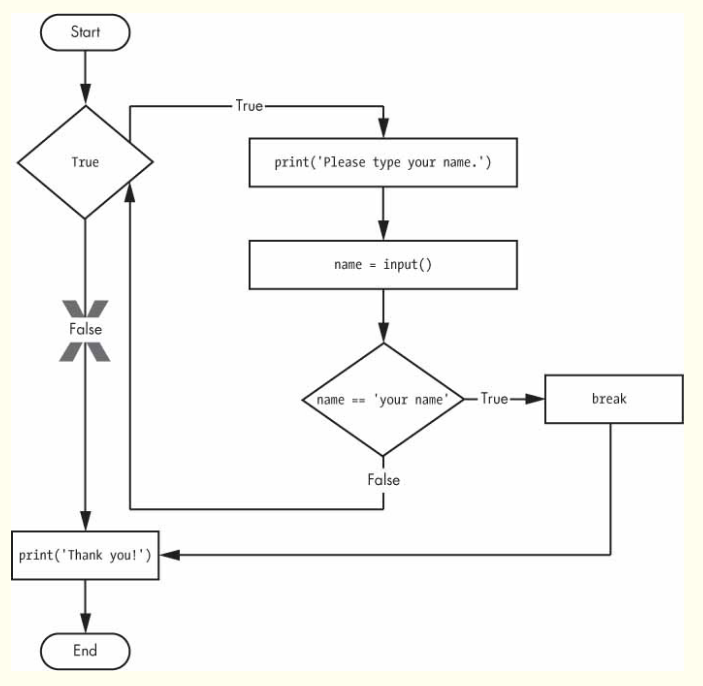 Start
True
True
print('Please type your name.')
name = input()
False
name == 'your name'
True
break
False
print('Thank you!')
End